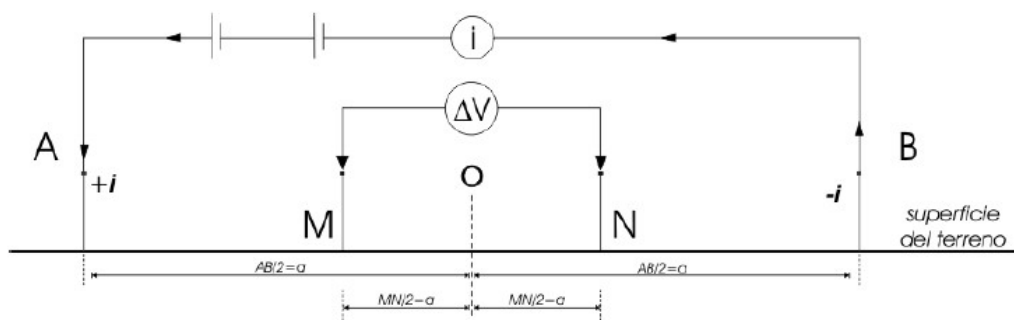 i
ΔV
A
B
+i
O
-i
M
N
superficie
del terreno
AB/2=a
AB/2=a
MN/2-a
MN/2-a